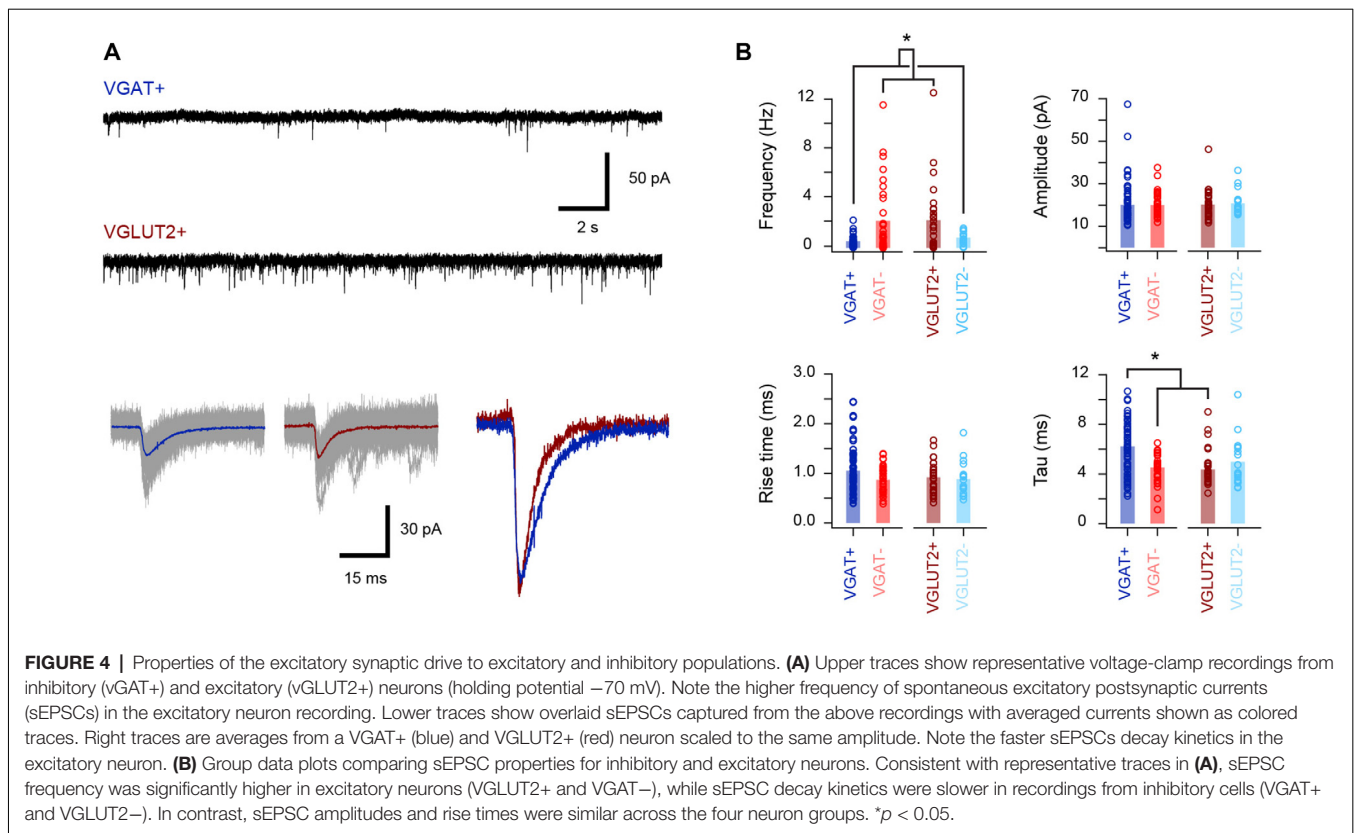 A
VGAT+
50 pA
2 s
VGLUT2+
30 pA
15 ms
B
*
Frequency (Hz)
12
8
4
0
VGAT+
VGAT-
VGLUT2+
VGLUT2-
Amplitude (pA)
70
50
30
10
VGAT+
VGAT-
VGLUT2+
VGLUT2-
Rise time (ms)
3.0
2.0
1.0
0.0
VGAT+
VGAT-
VGLUT2+
VGLUT2-
*
Tau (ms)
12
8
4
0
VGAT+
VGAT-
VGLUT2+
VGLUT2-
FIGURE 4 | Properties of the excitatory synaptic drive to excitatory and inhibitory populations. (A) Upper traces show representative voltage-clamp recordings from
inhibitory (vGAT+) and excitatory (vGLUT2+) neurons (holding potential −70 mV). Note the higher frequency of spontaneous excitatory postsynaptic currents
(sEPSCs) in the excitatory neuron recording. Lower traces show overlaid sEPSCs captured from the above recordings with averaged currents shown as colored
traces. Right traces are averages from a VGAT+ (blue) and VGLUT2+ (red) neuron scaled to the same amplitude. Note the faster sEPSCs decay kinetics in the
excitatory neuron. (B) Group data plots comparing sEPSC properties for inhibitory and excitatory neurons. Consistent with representative traces in (A), sEPSC
frequency was significantly higher in excitatory neurons (VGLUT2+ and VGAT−), while sEPSC decay kinetics were slower in recordings from inhibitory cells (VGAT+
and VGLUT2−). In contrast, sEPSC amplitudes and rise times were similar across the four neuron groups. *p < 0.05.